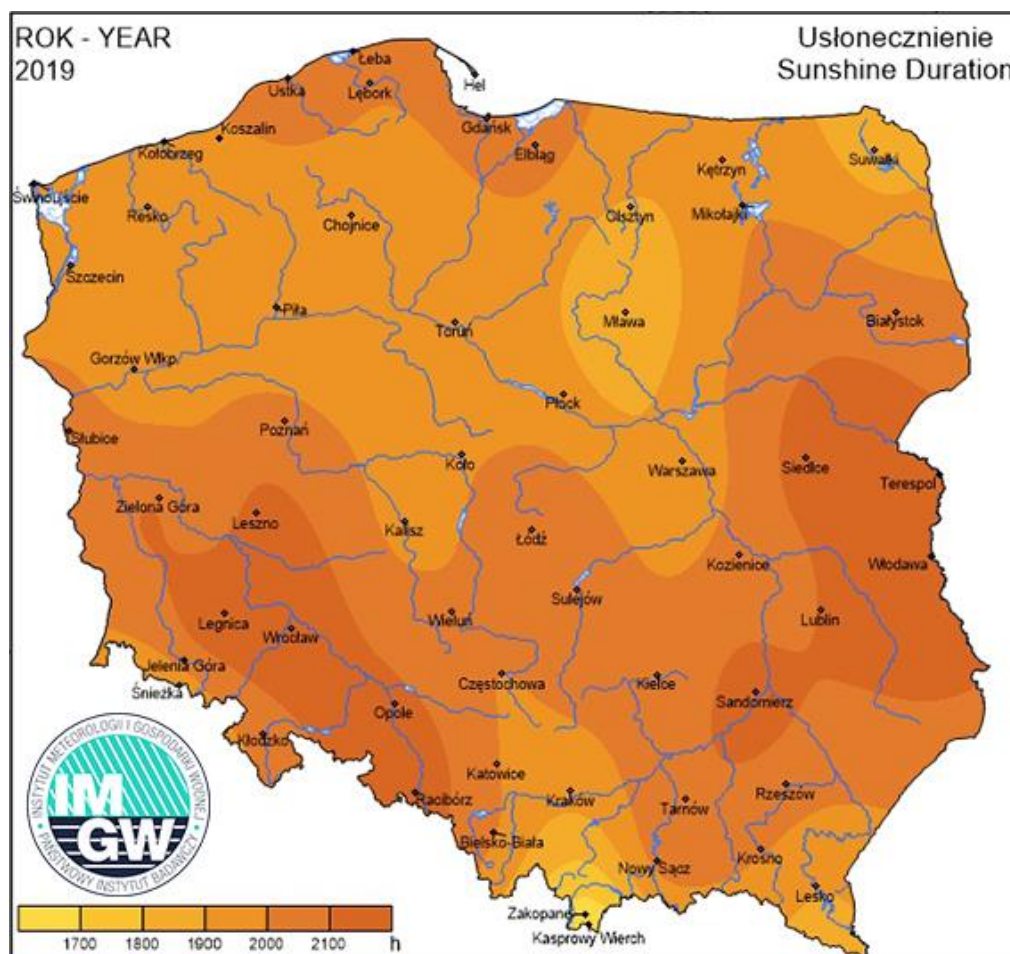 ROK - YEAR
2019
Usłonecznienie
Sunshine Duration
Łeba
Hel
Ustka
Lębork
Gdańsk
Koszalin
Kołobrzeg
Elbląg
Kętrzyn
Suwałki
Świnoujście
Resko
Chojnice
Olsztyn
Mikołajki
Szczecin
Piła
Toruń
Mława
Białystok
Gorzów Wlkp.
Płock
Słubice
Poznań
Koło
Warszawa
Siedlce
Terespol
Zielona Góra
Leszno
Kalisz
Łódź
Kozienice
Włodawa
Sulejów
Legnica
Wrocław
Wieluń
Lublin
Jelenia Góra
Śnieżka
Częstochowa
Kielce
Sandomierz
Opole
Kłodzko
Katowice
Racibórz
Kraków
Tarnów
Rzeszów
Bielsko-Biała
Nowy Sącz
Krosno
Lesko
Zakopane
Kasprowy Wierch
INSTYTUT METEOROLOGII I GOSPODARKI WODNEJ
IM
GW
PAŃSTWOWY INSTYTUT BADAWCZY
1700 1800 1900 2000 2100 h